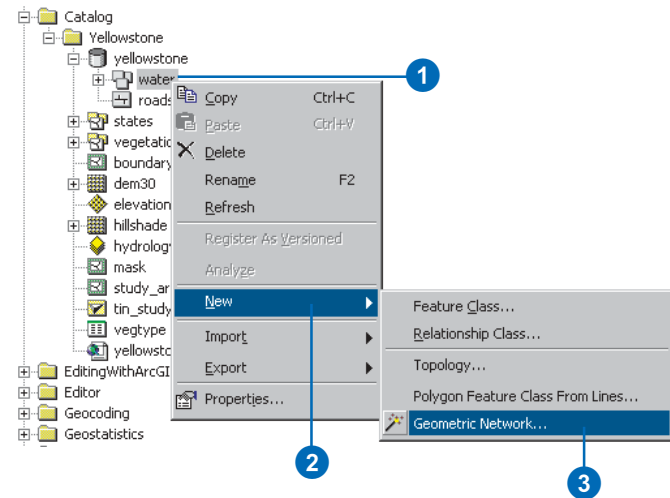 Catalog
Yellowstone
yellowstone
water
1
roads
states
vegetatic
boundary
dem30
elevation
hillshade
hydrolog
mask
study_ar
tin_study
vegtype
yellowstc
EditingWithArcGI
Editor
Geocoding
Geostatistics
Copy Ctrl+C
Paste Ctrl+V
Delete
Rename F2
Refresh
Register As Versioned
Analyze
New
Import
Export
Properties...
2
Feature Class...
Relationship Class...
Topology...
Polygon Feature Class From Lines...
Geometric Network...
3